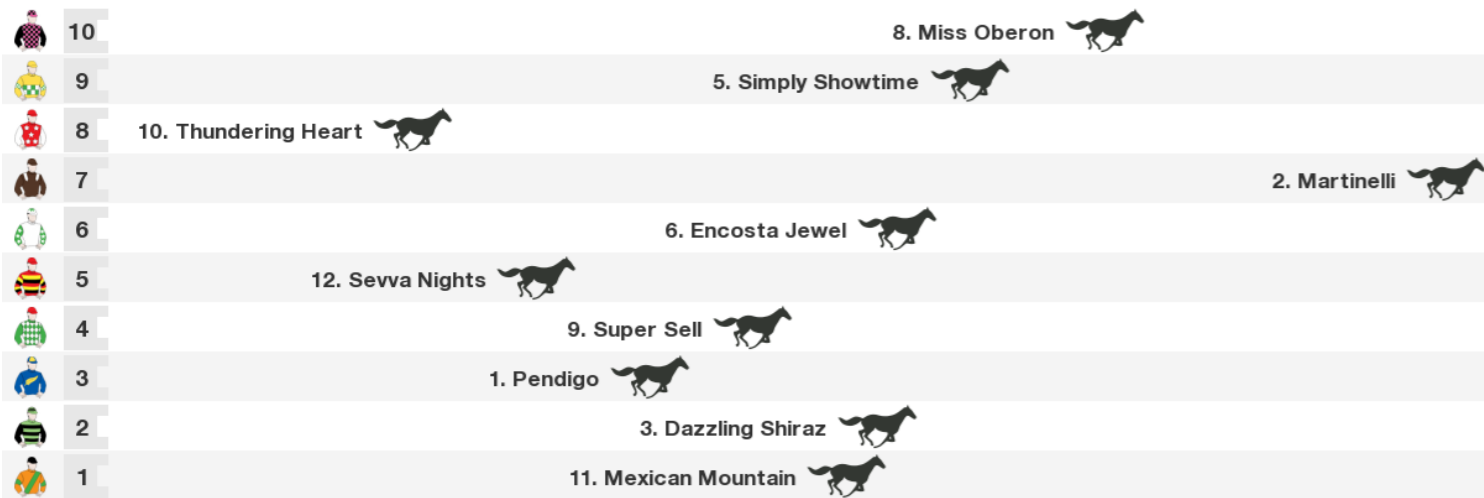 10 8. Miss Oberon
9 5. Simply Showtime
8 10. Thundering Heart
7 2. Martinelli
6 6. Encosta Jewel
5 12. Sevva Nights
4 9. Super Sell
3 1. Pendigo
2 3. Dazzling Shiraz
1 11. Mexican Mountain